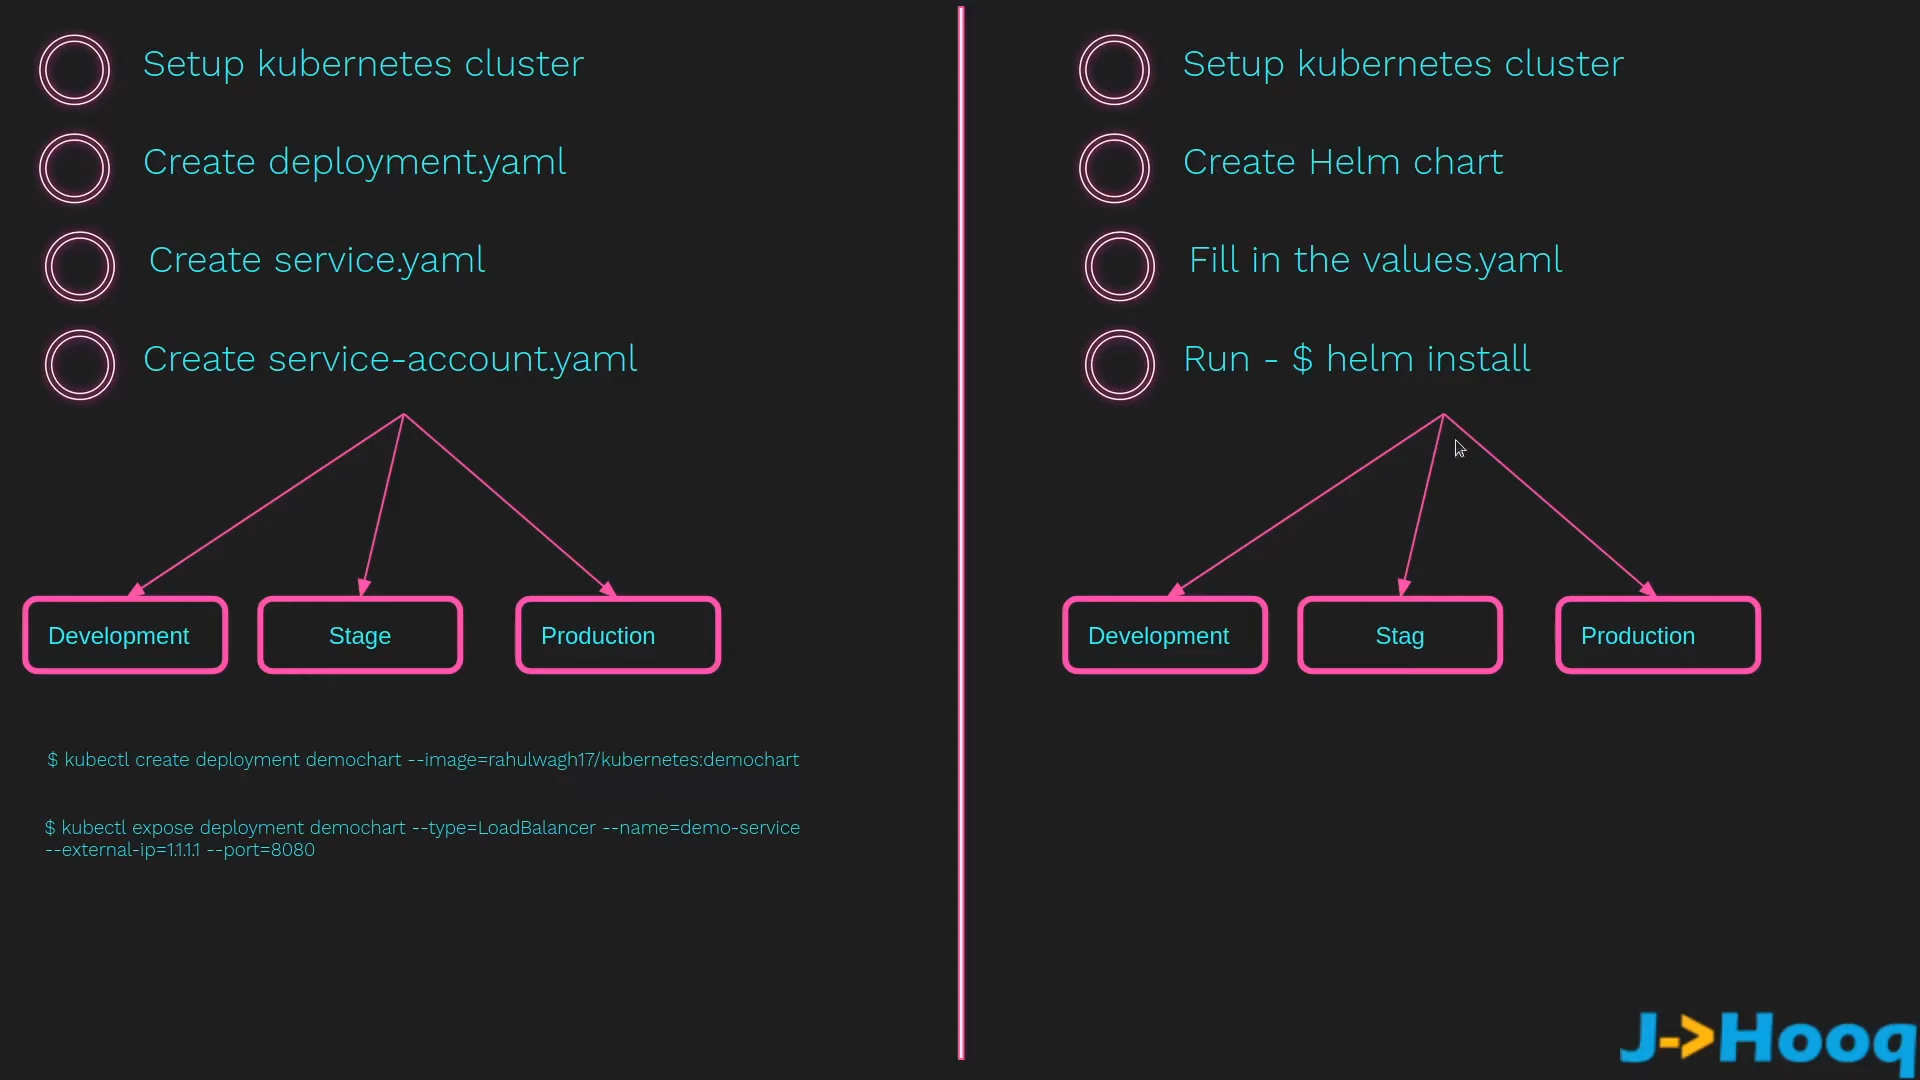 Setup kubernetes cluster
Create deployment.yaml
Create service.yaml
Create service-account.yaml
Development
Stage
Production
$ kubectl create deployment demochart --image=rahulwagh17/kubernetes:demochart
$ kubectl expose deployment demochart --type=LoadBalancer --name=demo-service
--external-ip=1.1.1.1 --port=8080
Setup kubernetes cluster
Create Helm chart
Fill in the values.yaml
Run - $ helm install
Development
Stag
Production
J->Hooq